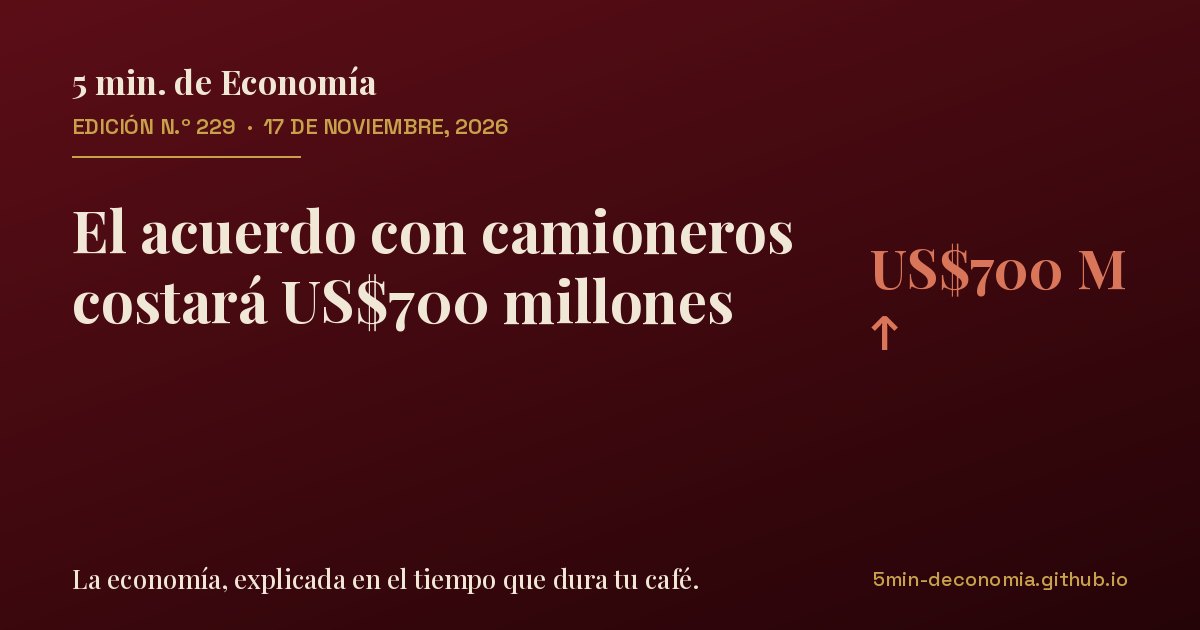 5 min. de Economía
EDICIÓN N.º 229 · 17 DE NOVIEMBRE, 2026
El acuerdo con camioneros
costará US$700 millones
US$700 M
↑
La economía, explicada en el tiempo que dura tu café.
5min-deconomia.github.io